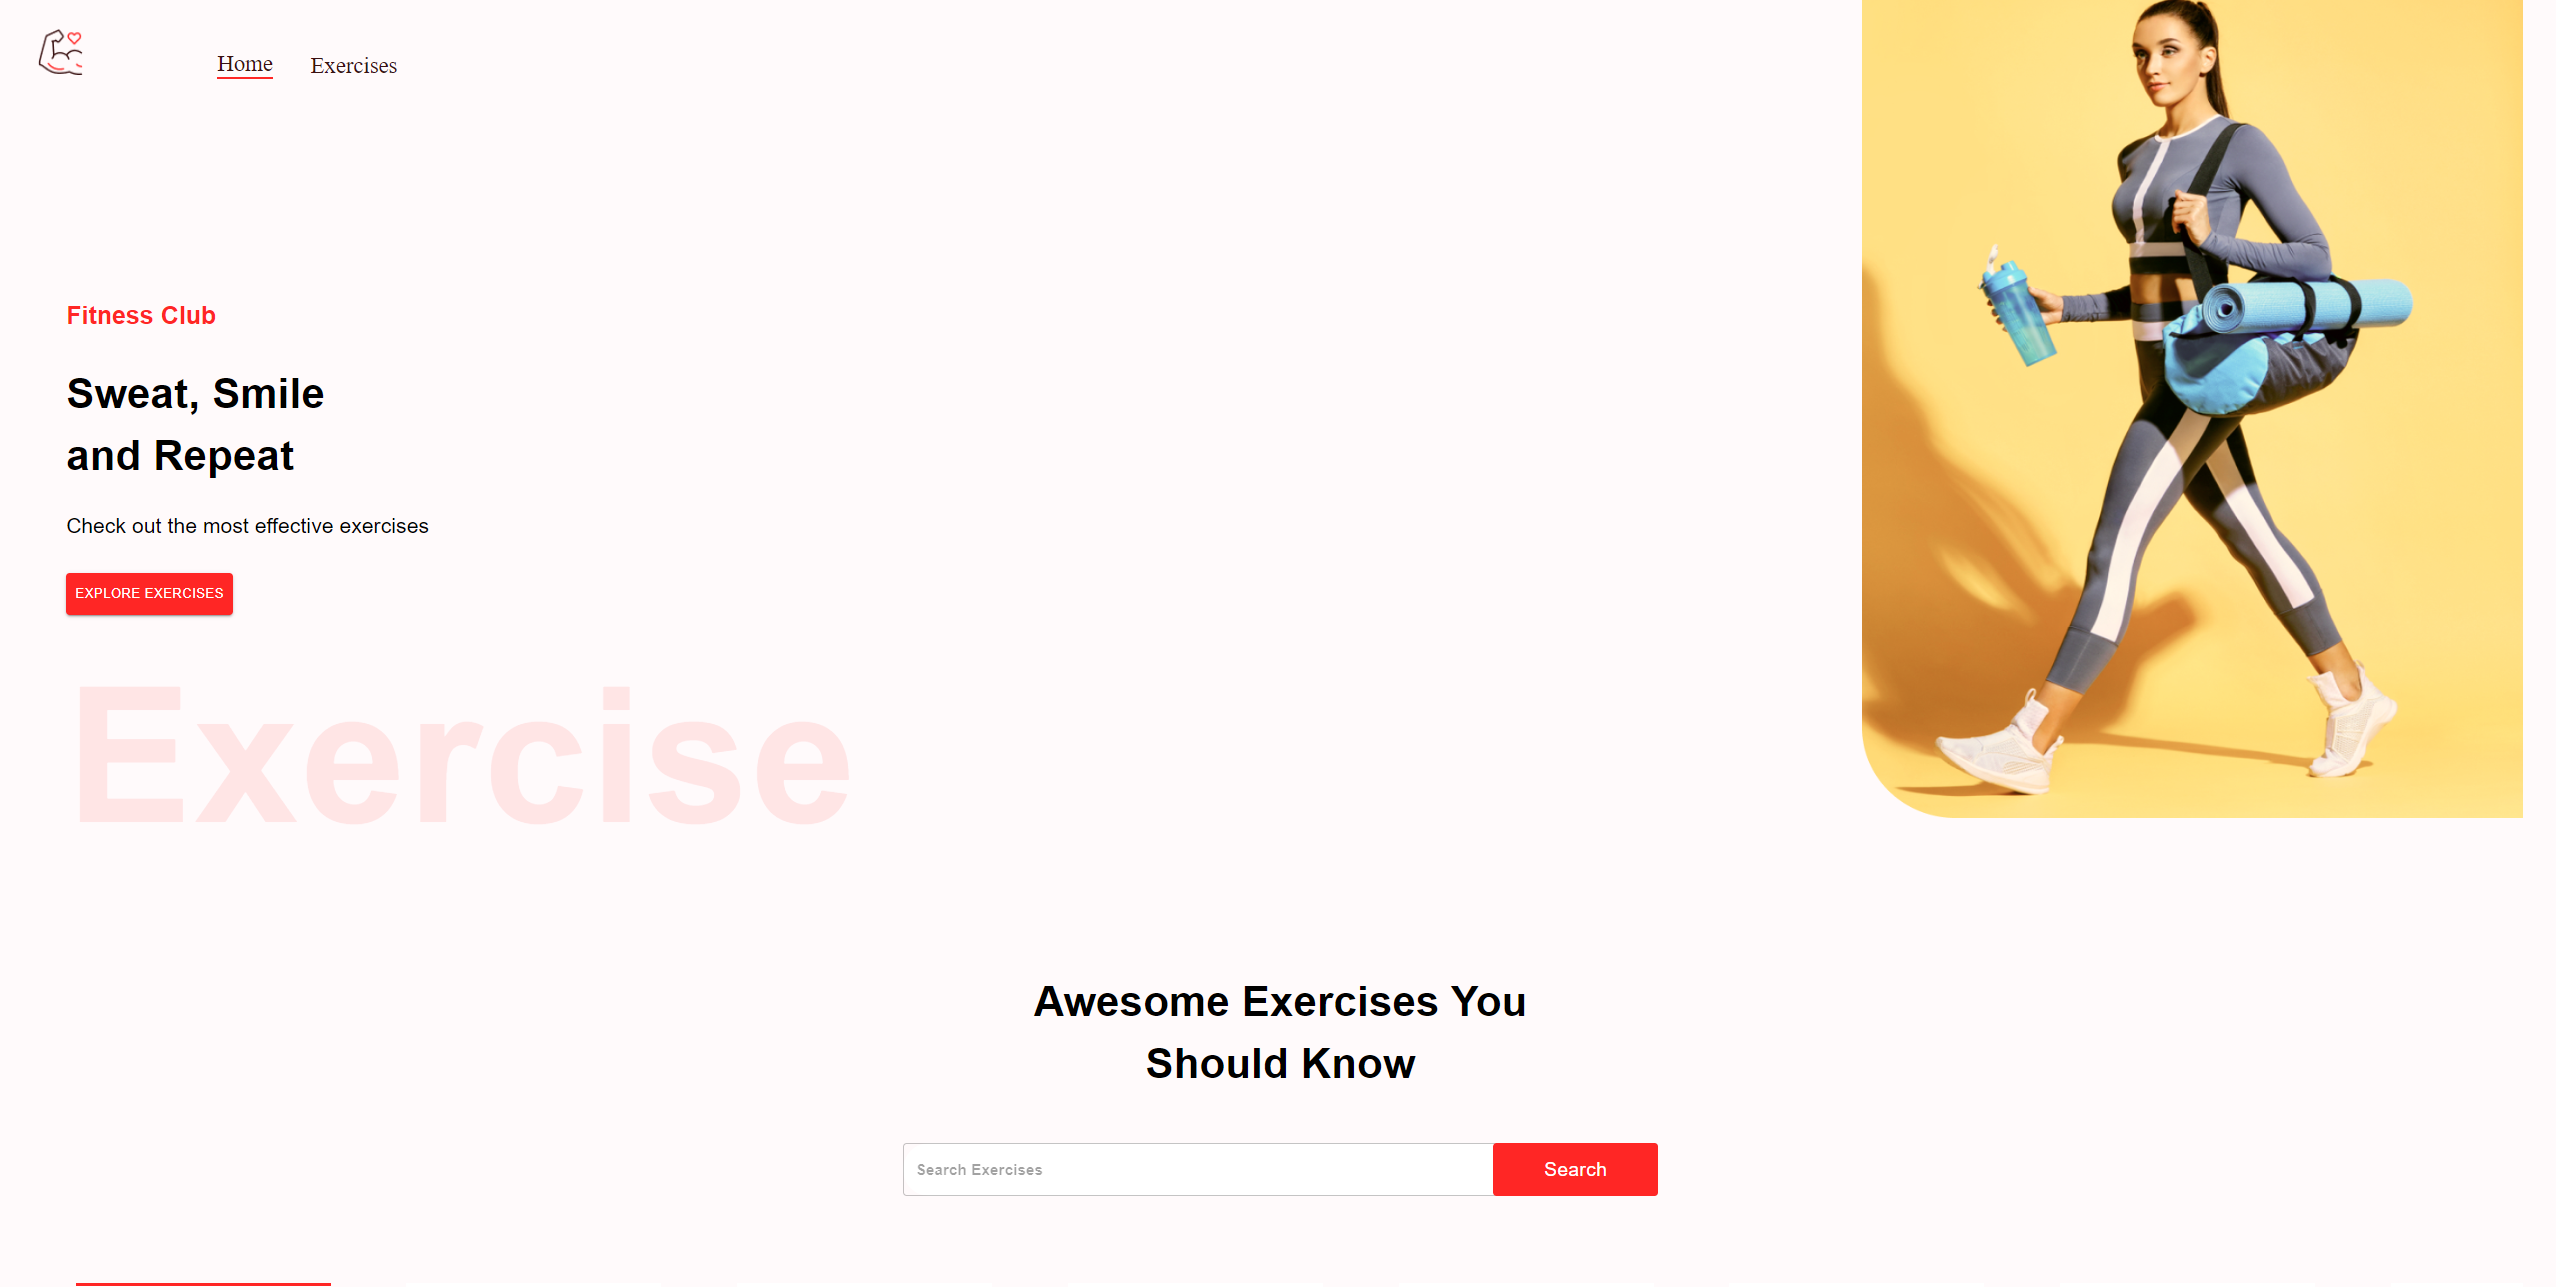 Home Exercises
Fitness Club
Sweat, Smile
and Repeat
Check out the most effective exercises
EXPLORE EXERCISES
Exercise
Awesome Exercises You
Should Know
Search Exercises Search